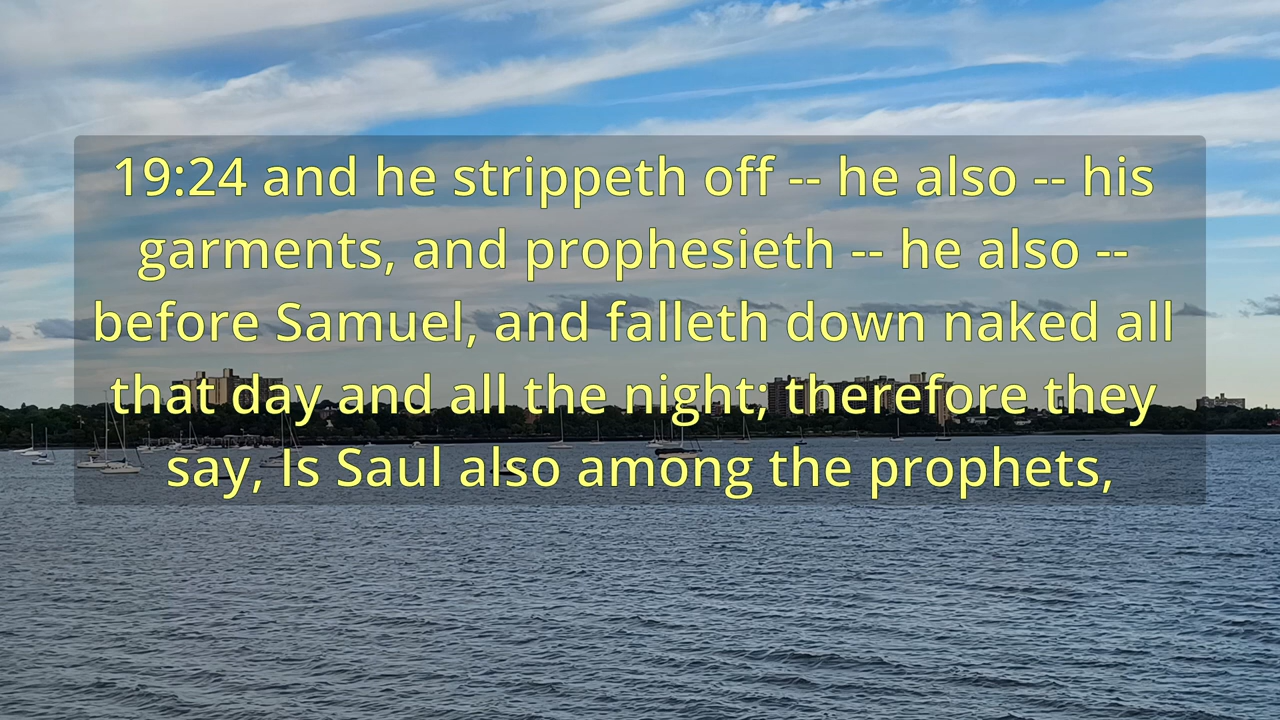 19:24 and he strippeth off -- he also -- his
garments, and prophesieth -- he also --
before Samuel, and falleth down naked all
that day and all the night; therefore they
say, Is Saul also among the prophets,